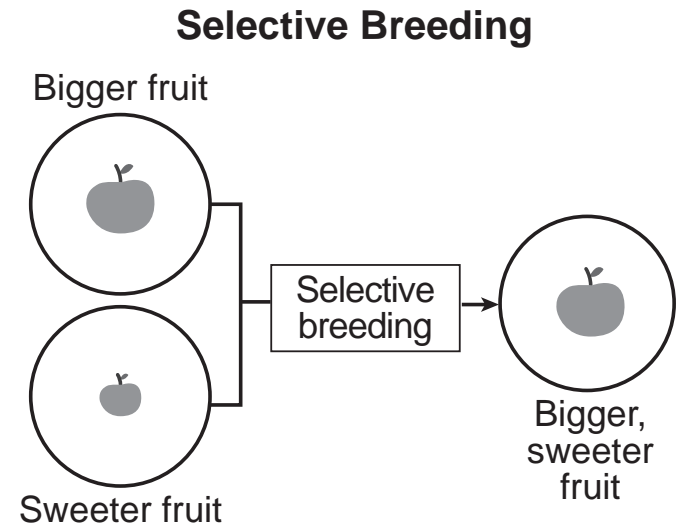 Selective Breeding
Bigger fruit
Selective
breeding
Sweeter fruit
Bigger,
sweeter
fruit